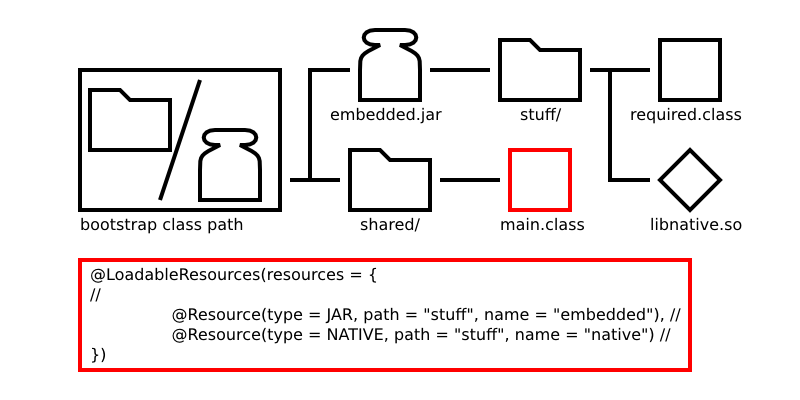 embedded.jar
stuff/
required.class
bootstrap class path
shared/
main.class
libnative.so
@LoadableResources(resources = {
//
@Resource(type = JAR, path = "stuff", name = "embedded"), //
@Resource(type = NATIVE, path = "stuff", name = "native") //
})